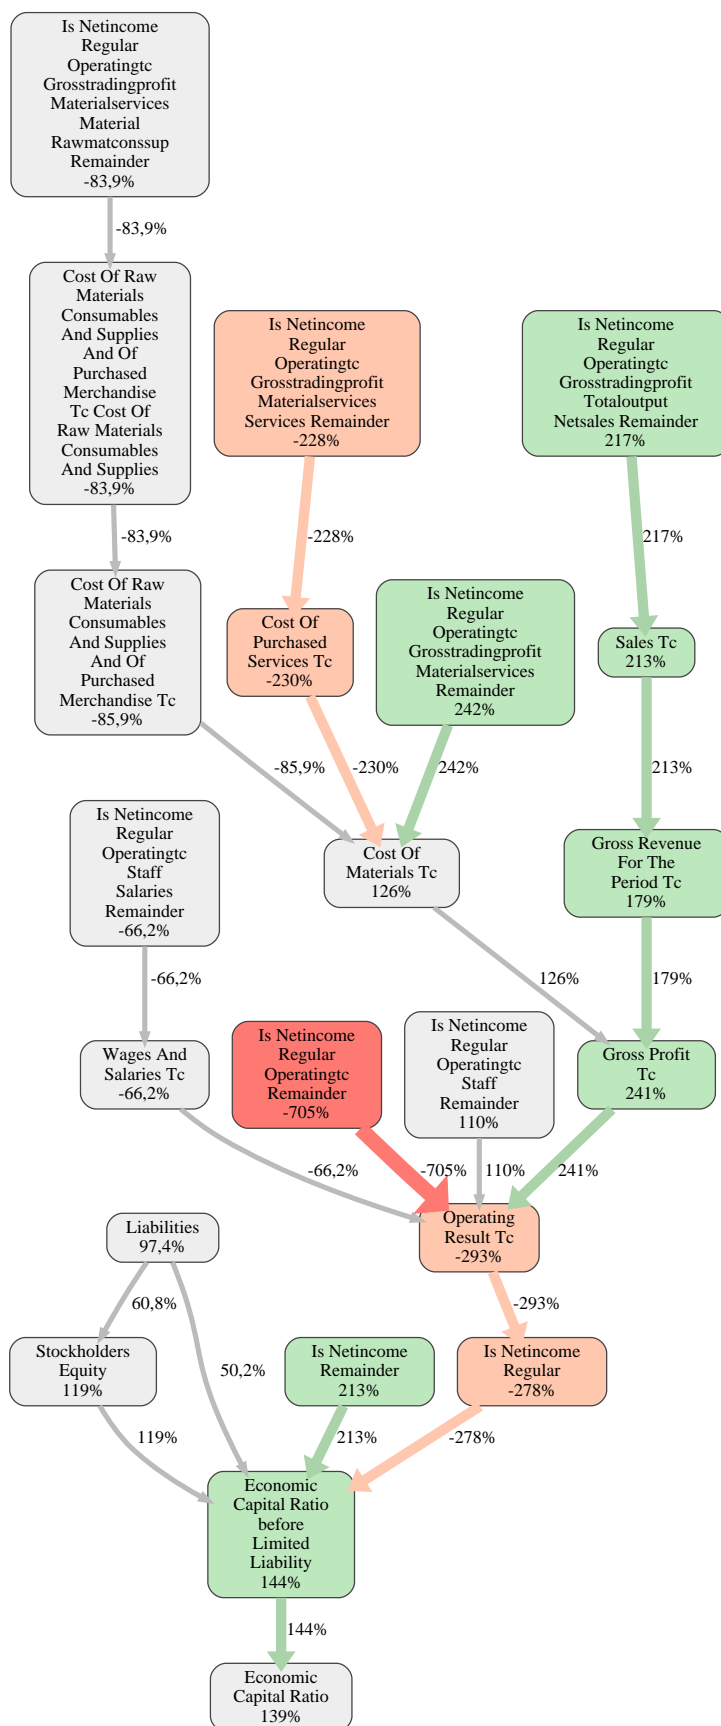 Is Netincome
Regular
Operatingtc
Grosstradingprofit
Materialservices
Material
Rawmatconssup
Remainder
-83,9%
-83,9%
Cost Of Raw
Materials
Consumables
And Supplies
And Of
Purchased
Merchandise
Tc Cost Of
Raw Materials
Consumables
And Supplies
-83,9%
Is Netincome
Regular
Operatingtc
Grosstradingprofit
Materialservices
Services Remainder
-228%
Is Netincome
Regular
Operatingtc
Grosstradingprofit
Totaloutput
Netsales Remainder
217%
-83,9%
-228%
217%
Cost Of Raw
Materials
Consumables
And Supplies
And Of
Purchased
Merchandise Tc
-85,9%
Cost Of
Purchased
Services Tc
-230%
Is Netincome
Regular
Operatingtc
Grosstradingprofit
Materialservices
Remainder
242%
Sales Tc
213%
-85,9%
-230%
242%
213%
Is Netincome
Regular
Operatingtc
Staff
Salaries
Remainder
-66,2%
Cost Of
Materials Tc
126%
Gross Revenue
For The
Period Tc
179%
-66,2%
126%
179%
Wages And
Salaries Tc
-66,2%
Is Netincome
Regular
Operatingtc
Remainder
-705%
Is Netincome
Regular
Operatingtc
Staff
Remainder
110%
Gross Profit
Tc
241%
-66,2%
-705%
110%
241%
Liabilities
97,4%
Operating
Result Tc
-293%
60,8%
-293%
Stockholders
Equity
119%
50,2%
Is Netincome
Remainder
213%
Is Netincome
Regular
-278%
119%
213%
-278%
Economic
Capital Ratio
before
Limited
Liability
144%
144%
Economic
Capital Ratio
139%